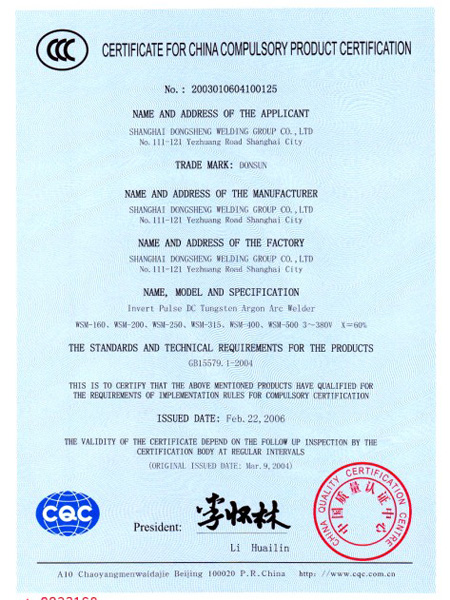 CCC CERTIFICATE FOR CHINA COMPULSORY PRODUCT CERTIFICATION
No.: 2003010604100125
NAME AND ADDRESS OF THE APPLICANT
SHANGHAI DONGSHENG WELDING GROUP CO.,LTD
No.111-121 Yezhuang Road Shanghai City
TRADE MARK: DONSUN
NAME AND ADDRESS OF THE MANUFACTURER
SHANGHAI DONGSHENG WELDING GROUP CO.,LTD
No.111-121 Yezhuang Road Shanghai City
NAME AND ADDRESS OF THE FACTORY
SHANGHAI DONGSHENG WELDING GROUP CO.,LTD
No.111-121 Yezhuang Road Shanghai City
NAME, MODEL AND SPECIFICATION
Invert Pulse DC Tungsten Argon Arc Welder
WSM-160、WSM-200、WSM-250、WSM-315、WSM-400、WSM-500 3~380V X=60%
THE STANDARDS AND TECHNICAL REQUIREMENTS FOR THE PRODUCTS
GB15579.1-2004
THIS IS TO CERTIFY THAT THE ABOVE MENTIONED PRODUCTS HAVE QUALIFIED FOR
THE REQUIREMENTS OF IMPLEMENTATION RULES FOR COMPULSORY CERTIFICATION
ISSUED DATE: Feb.22,2006
THE VALIDITY OF THE CERTIFICATE DEPEND ON THE FOLLOW UP INSPECTION BY THE
CERTIFICATION BODY AT REGULAR INTERVALS
(ORIGINAL ISSUED DATE: Mar.9,2004)
CQC
President: 李怀林
Li Huailin
CHINA QUALITY CERTIFICATION CENTRE
中国质量认证中心
A10 Chaoyangmenwaidajie Beijing 100020 P.R.China http://www.cqc.com.cn